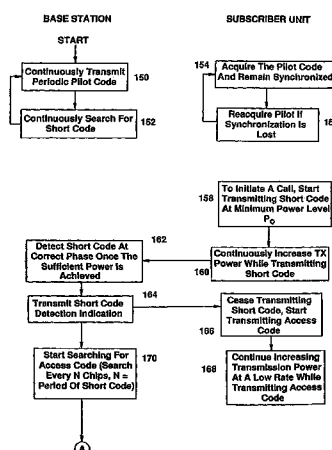 BASE STATION
SUBSCRIBER UNIT
START
Continuously Transmit
Periodic Pilot Code
150
Continuously Search For
Short Code
152
154
Acquire The Pilot Code
And Remain Synchronized
Reacquire Pilot If
Synchronization Is
Lost
15
158
To Initiate A Call, Start
Transmitting Short Code
At Minimum Power Level
P0
162
Detect Short Code At
Correct Phase Once The
Sufficient Power Is
Achieved
Continuously Increase TX
Power While Transmitting
Short Code
160
164
Transmit Short Code
Detection Indication
Cease Transmitting
Short Code, Start
Transmitting Access
Code
166
170
Start Searching For
Access Code (Search
Every N Chips, N =
Period Of Short Code)
168
Continue Increasing
Transmission Power
At A Low Rate While
Transmitting Access
Code
A